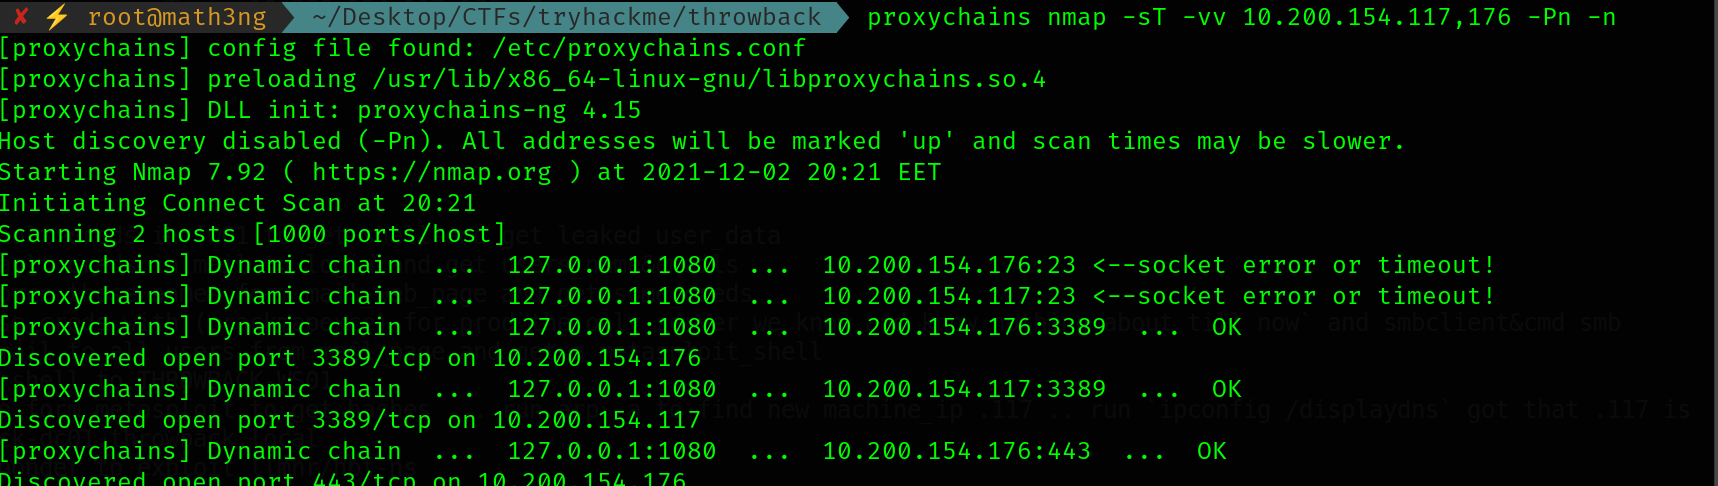 ✘ ⚡ root@math3ng ~/Desktop/CTFs/tryhackme/throwback proxychains nmap -sT -vv 10.200.154.117,176 -Pn -n
[proxychains] config file found: /etc/proxychains.conf
[proxychains] preloading /usr/lib/x86_64-linux-gnu/libproxychains.so.4
[proxychains] DLL init: proxychains-ng 4.15
Host discovery disabled (-Pn). All addresses will be marked 'up' and scan times may be slower.
Starting Nmap 7.92 ( https://nmap.org ) at 2021-12-02 20:21 EET
Initiating Connect Scan at 20:21
Scanning 2 hosts [1000 ports/host]
[proxychains] Dynamic chain  ...  127.0.0.1:1080  ...  10.200.154.176:23 <--socket error or timeout!
[proxychains] Dynamic chain  ...  127.0.0.1:1080  ...  10.200.154.117:23 <--socket error or timeout!
[proxychains] Dynamic chain  ...  127.0.0.1:1080  ...  10.200.154.176:3389  ...  OK
Discovered open port 3389/tcp on 10.200.154.176
[proxychains] Dynamic chain  ...  127.0.0.1:1080  ...  10.200.154.117:3389  ...  OK
Discovered open port 3389/tcp on 10.200.154.117
[proxychains] Dynamic chain  ...  127.0.0.1:1080  ...  10.200.154.176:443  ...  OK
Discovered open port 443/tcp on 10.200.154.176